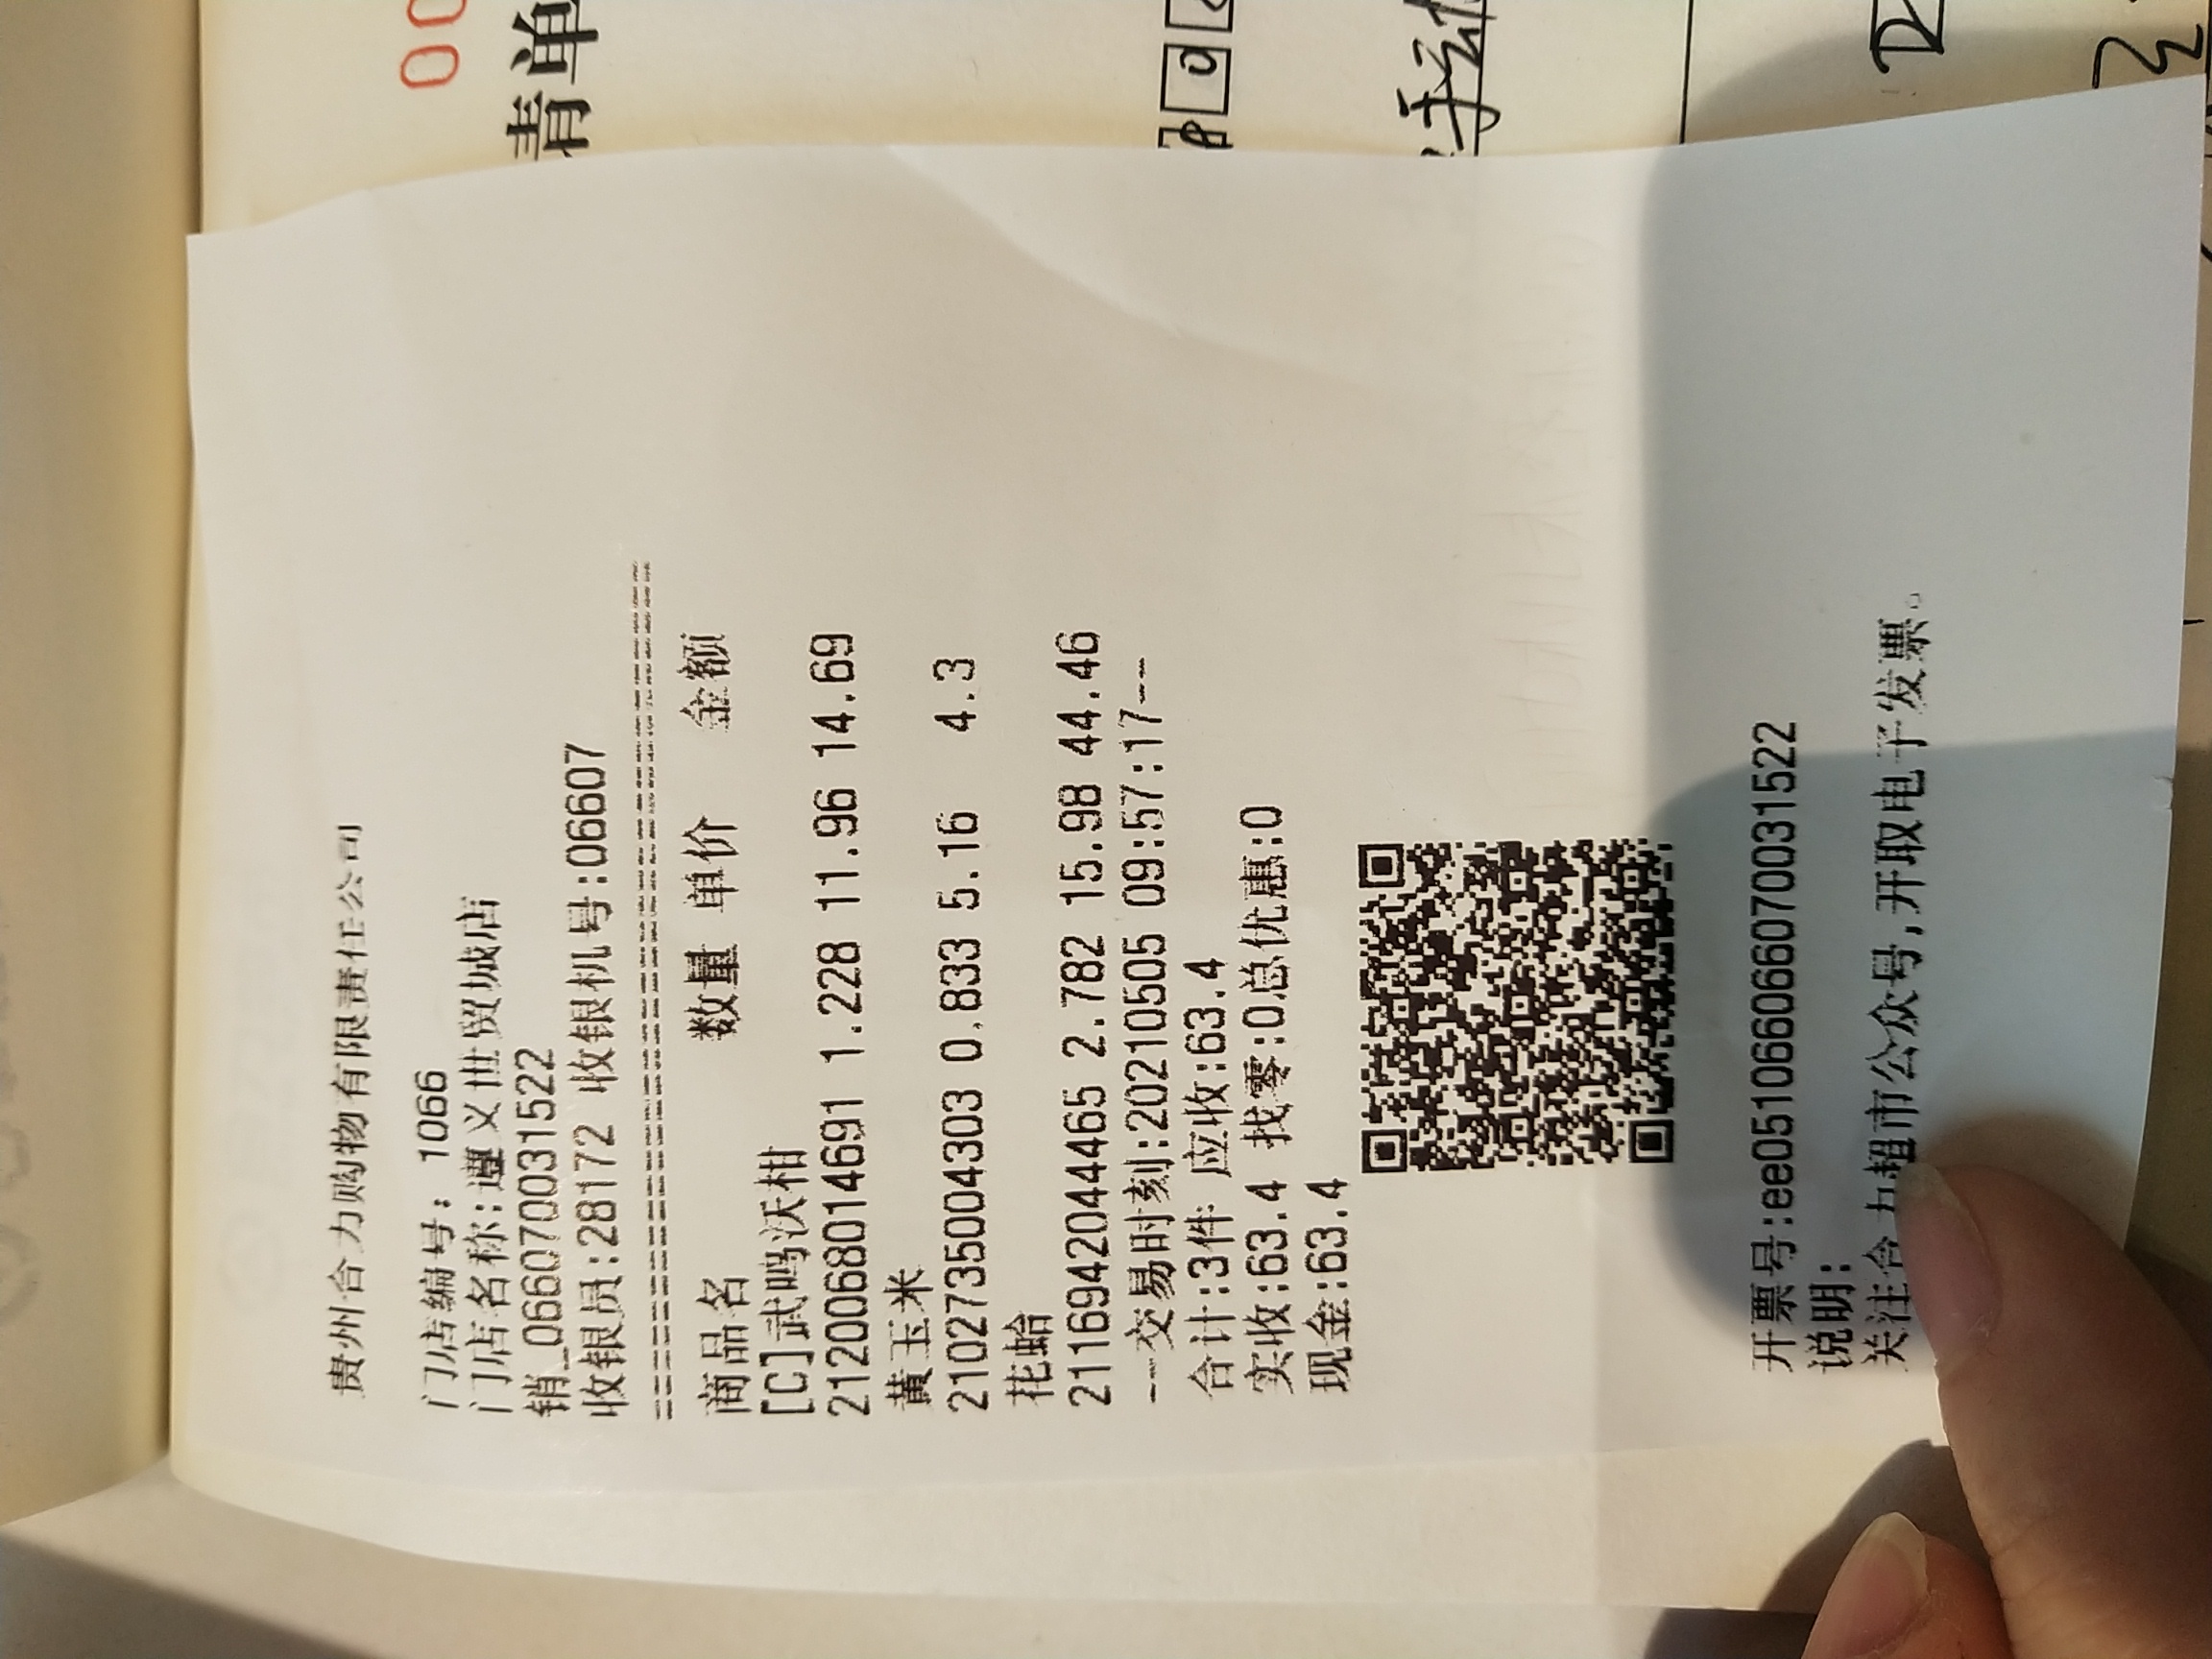 贵州合力购物有限责任公司
门店编号: 1066
门店名称:遵义世贸城店
销_066070031522
收银员:28172 收银机号:06607
商品名 数量 单价 金额
[C]武鸣沃柑
2120068014691 1.228 11.96 14.69
黄玉米
2102735004303 0.833 5.16 4.3
花蛤
2116942044465 2.782 15.98 44.46
---交易时刻:20210505 09:57:17--
合计:3件 应收:63.4
实收:63.4 找零:0总优惠:0
现金:63.4
开票号:ee051066066070031522
说明:
关注合力超市公众号,开取电子发票。
清单
00